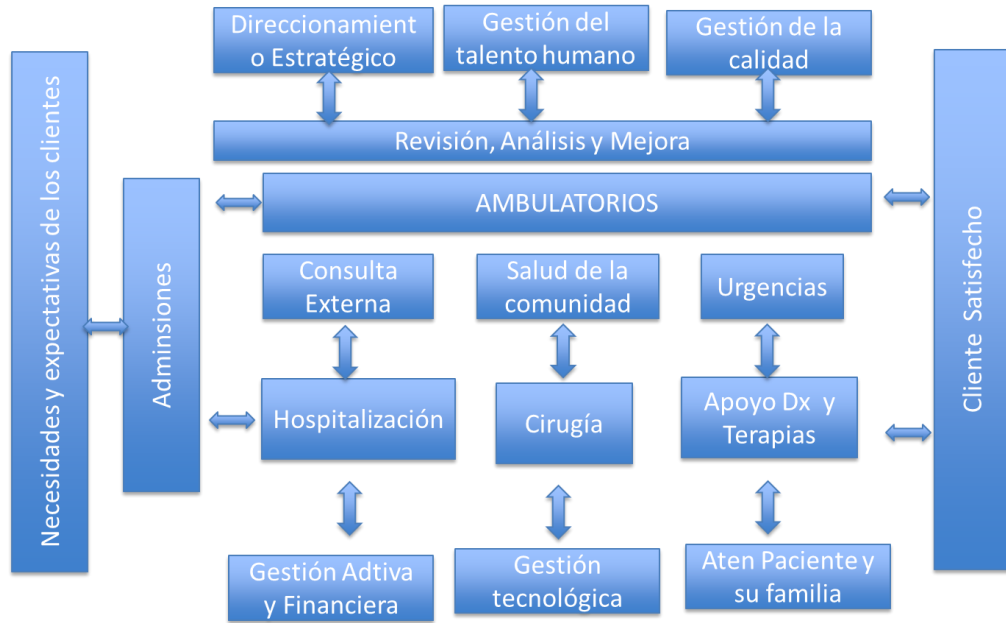 Direccionamient
o Estratégico
Gestión del
talento humano
Gestión de la
calidad
Revisión, Análisis y Mejora
Necesidades y expectativas de los clientes
Adminsiones
AMBULATORIOS
Consulta
Externa
Salud de la
comunidad
Urgencias
Hospitalización
Cirugía
Apoyo Dx y
Terapias
Gestión Adtiva
y Financiera
Gestión
tecnológica
Aten Paciente y
su familia
Cliente Satisfecho